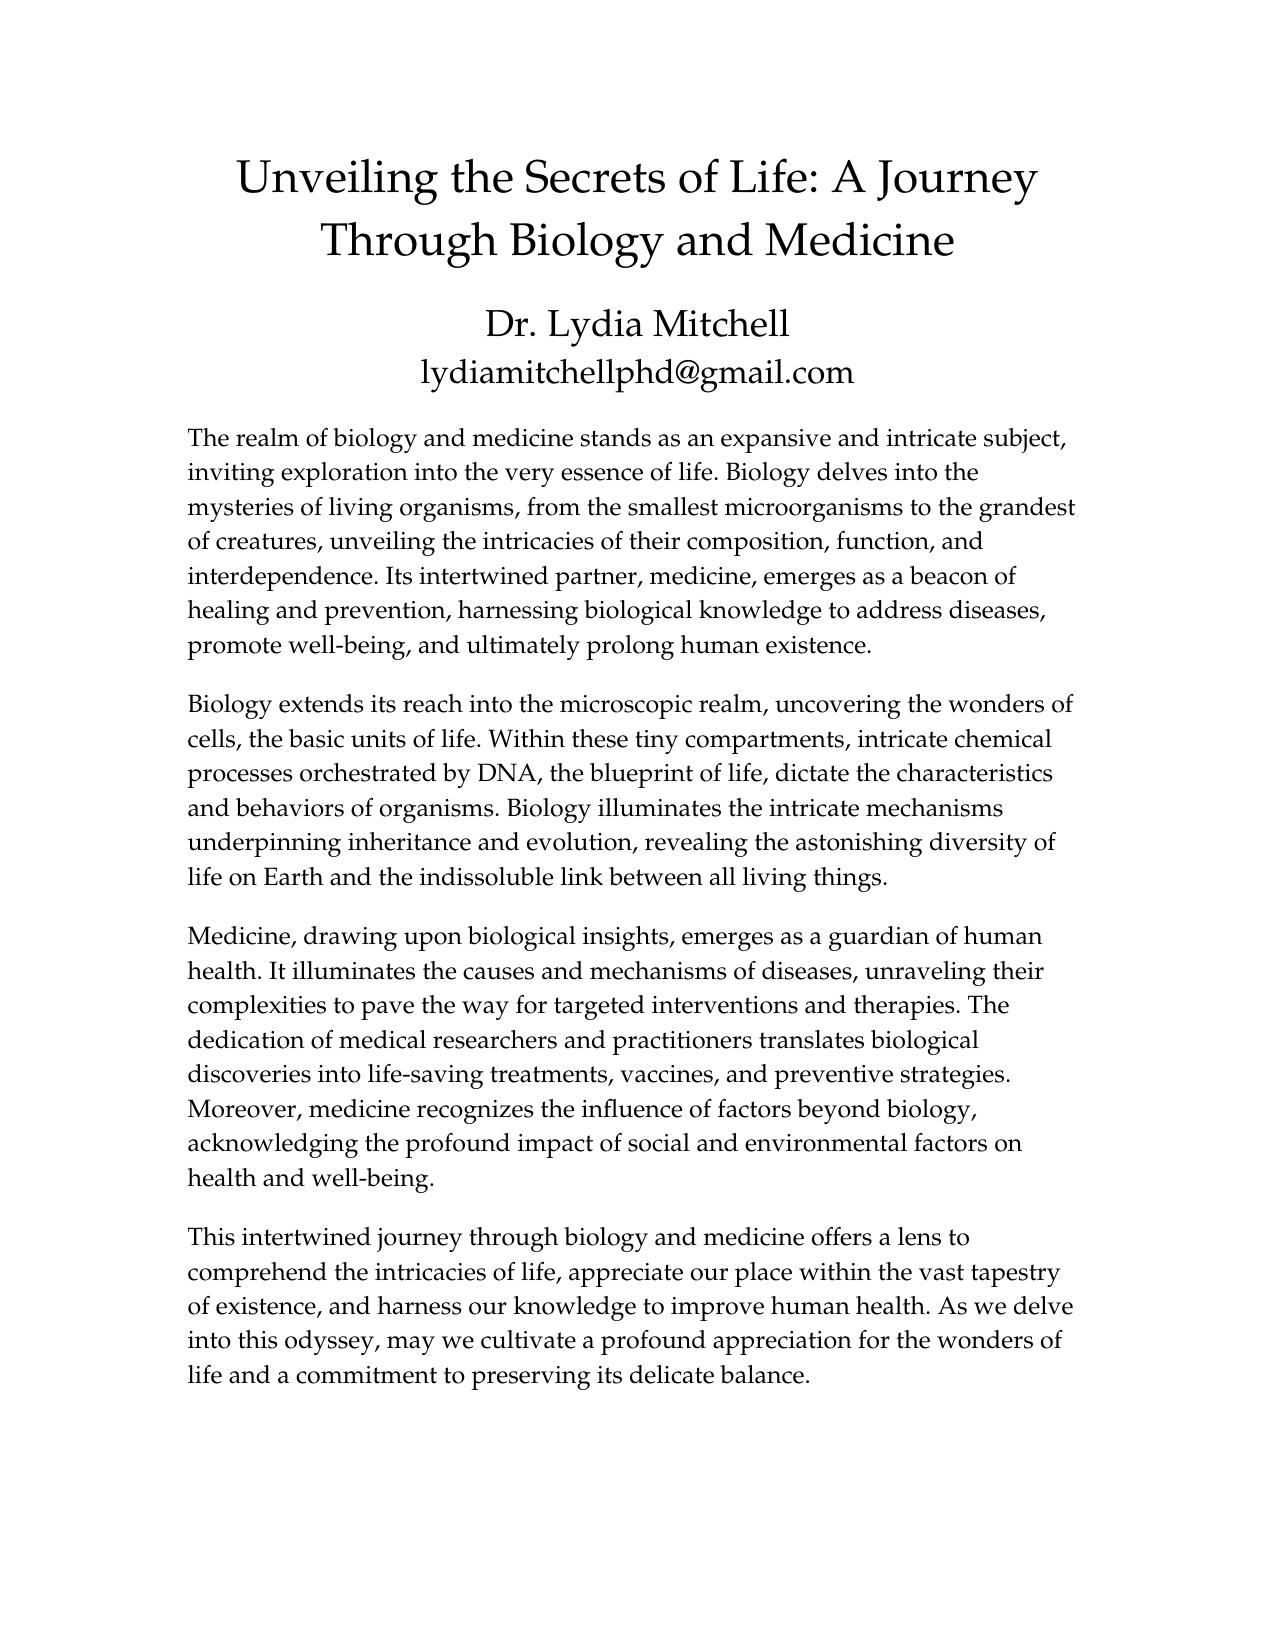 Unveiling the Secrets of Life: A Journey
Through Biology and Medicine
Dr. Lydia Mitchell
lydiamitchellphd@gmail.com
The realm of biology and medicine stands as an expansive and intricate subject,
inviting exploration into the very essence of life. Biology delves into the
mysteries of living organisms, from the smallest microorganisms to the grandest
of creatures, unveiling the intricacies of their composition, function, and
interdependence. Its intertwined partner, medicine, emerges as a beacon of
healing and prevention, harnessing biological knowledge to address diseases,
promote well-being, and ultimately prolong human existence.
Biology extends its reach into the microscopic realm, uncovering the wonders of
cells, the basic units of life. Within these tiny compartments, intricate chemical
processes orchestrated by DNA, the blueprint of life, dictate the characteristics
and behaviors of organisms. Biology illuminates the intricate mechanisms
underpinning inheritance and evolution, revealing the astonishing diversity of
life on Earth and the indissoluble link between all living things.
Medicine, drawing upon biological insights, emerges as a guardian of human
health. It illuminates the causes and mechanisms of diseases, unraveling their
complexities to pave the way for targeted interventions and therapies. The
dedication of medical researchers and practitioners translates biological
discoveries into life-saving treatments, vaccines, and preventive strategies.
Moreover, medicine recognizes the influence of factors beyond biology,
acknowledging the profound impact of social and environmental factors on
health and well-being.
This intertwined journey through biology and medicine offers a lens to
comprehend the intricacies of life, appreciate our place within the vast tapestry
of existence, and harness our knowledge to improve human health. As we delve
into this odyssey, may we cultivate a profound appreciation for the wonders of
life and a commitment to preserving its delicate balance.